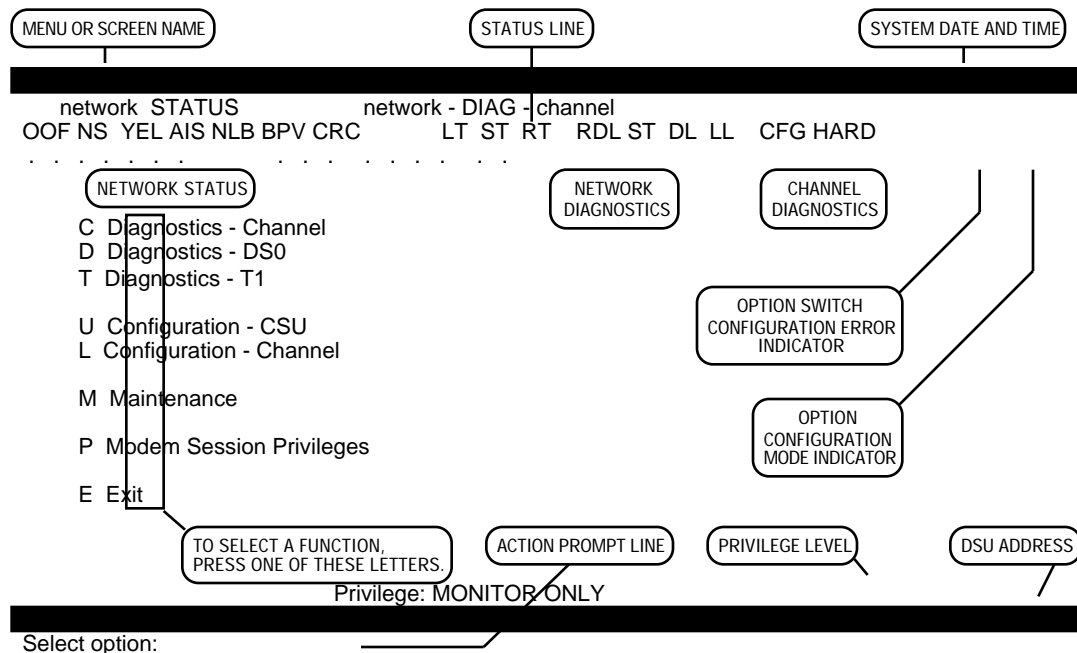 MENU OR SCREEN NAME
STATUS LINE
SYSTEM DATE AND TIME
network STATUS network - DIAG - channel
OOF NS YEL AIS NLB BPV CRC LT ST RT RDL ST DL LL CFG HARD
. . . . . . . . . . . . . . .
NETWORK STATUS
NETWORK
DIAGNOSTICS
CHANNEL
DIAGNOSTICS
C Diagnostics - Channel
D Diagnostics - DS0
T Diagnostics - T1
OPTION SWITCH
CONFIGURATION ERROR
INDICATOR
U Configuration - CSU
L Configuration - Channel
M Maintenance
OPTION
CONFIGURATION
MODE INDICATOR
P Modem Session Privileges
E Exit
TO SELECT A FUNCTION,
PRESS ONE OF THESE LETTERS.
ACTION PROMPT LINE
PRIVILEGE LEVEL
DSU ADDRESS
Privilege: MONITOR ONLY
Select option: